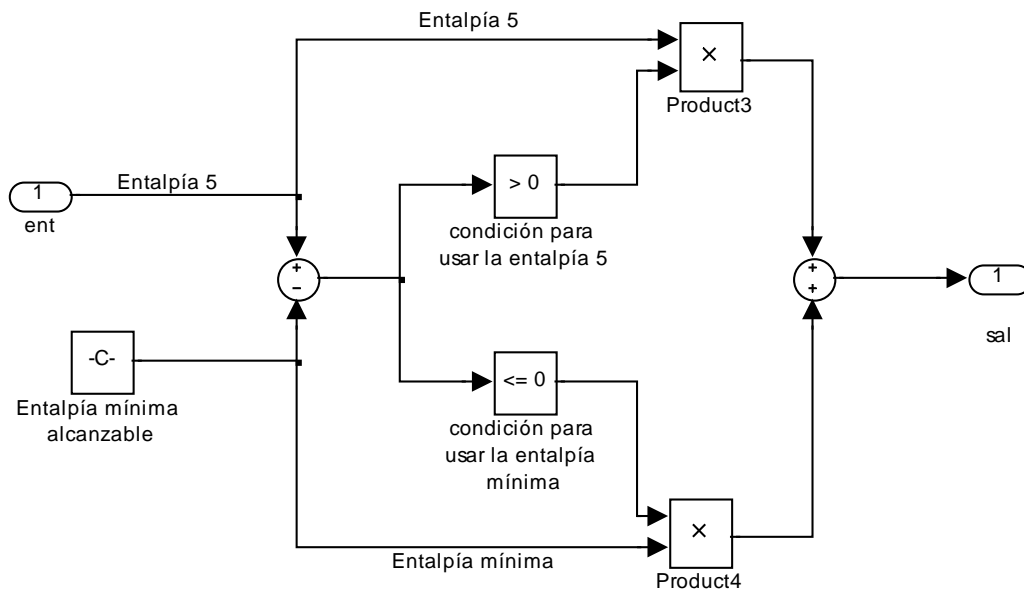 Entalpía 5
×
Product3
Entalpía 5
1
ent
> 0
condición para
usar la entalpía 5
+
−
+
+
1
sal
-C-
Entalpía mínima
alcanzable
<= 0
condición para
usar la entalpía
mínima
×
Entalpía mínima
Product4